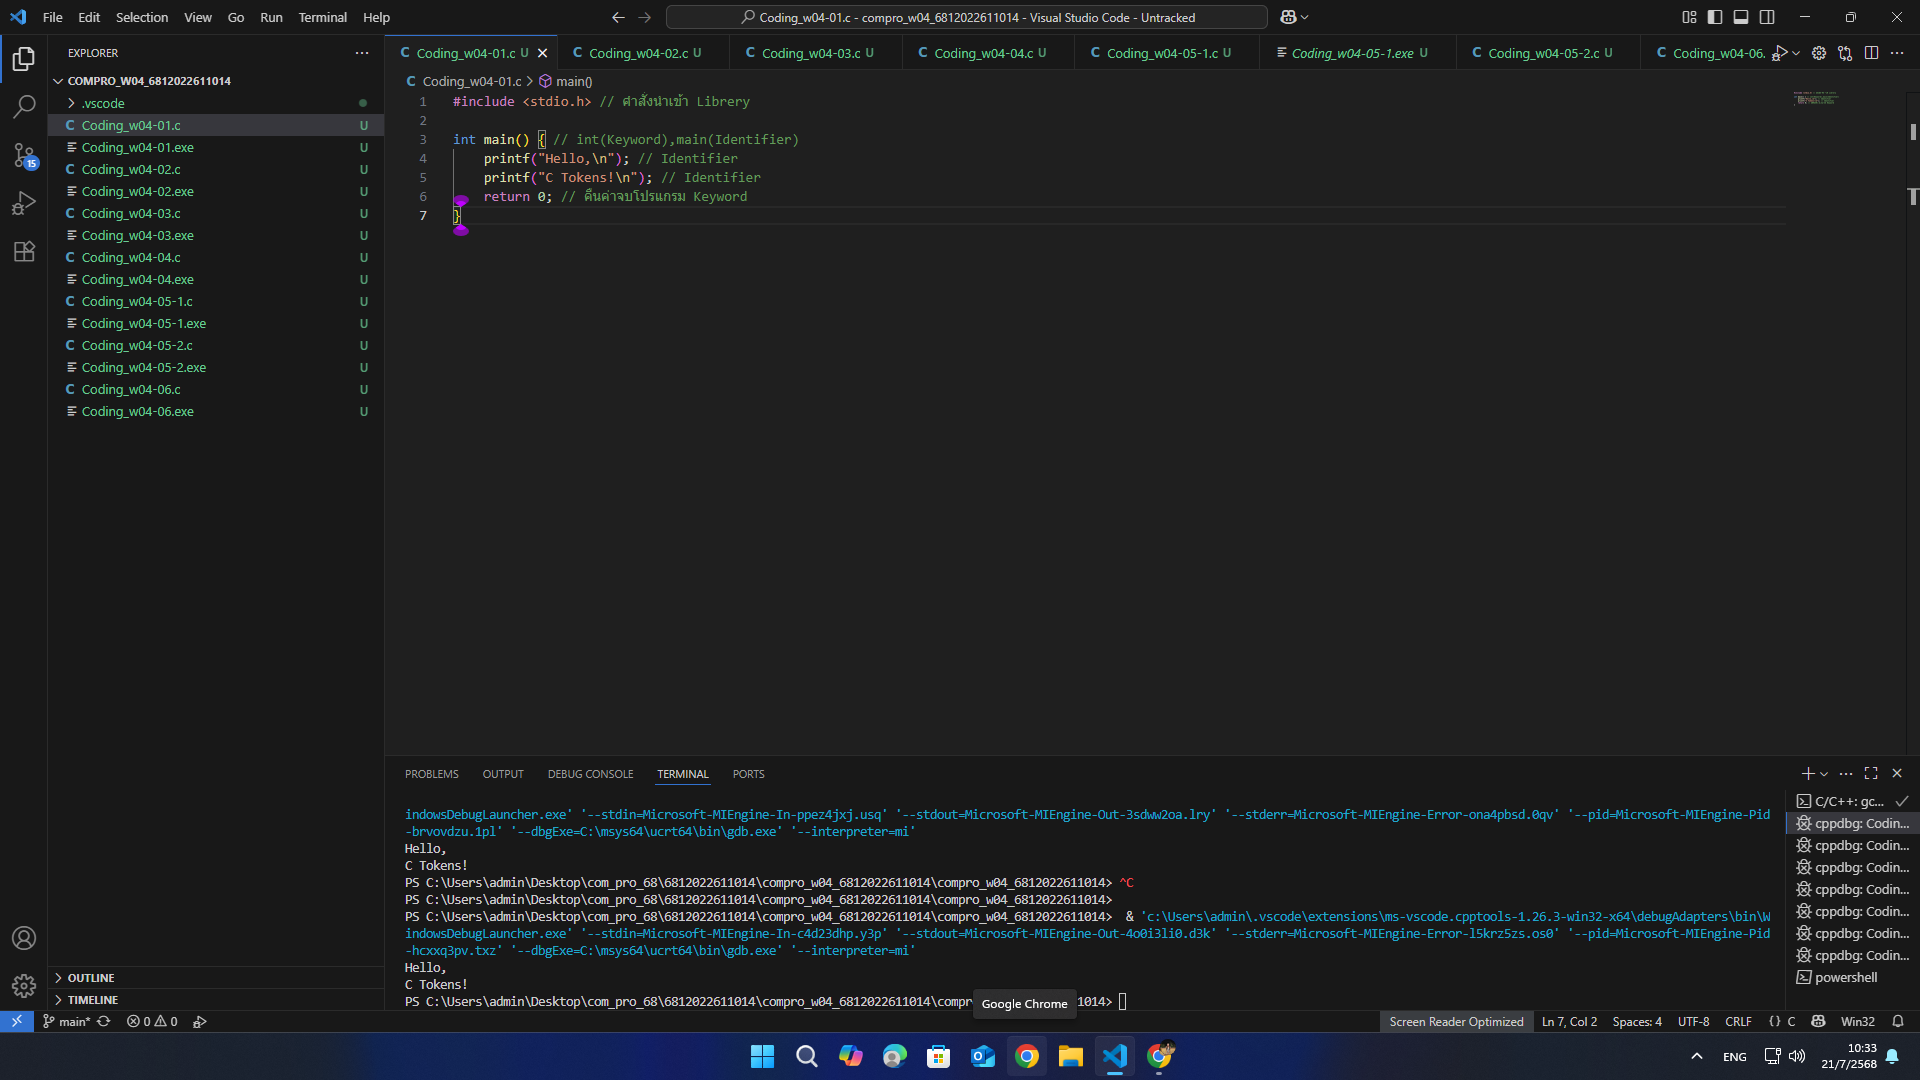 File Edit Selection View Go Run Terminal Help
Coding_w04-01.c - compro_w04_6812022611014 - Visual Studio Code - Untracked
EXPLORER
COMPRO_W04_6812022611014
.vscode
Coding_w04-01.c U
Coding_w04-01.exe U
Coding_w04-02.c U
Coding_w04-02.exe U
Coding_w04-03.c U
Coding_w04-03.exe U
Coding_w04-04.c U
Coding_w04-04.exe U
Coding_w04-05-1.c U
Coding_w04-05-1.exe U
Coding_w04-05-2.c U
Coding_w04-05-2.exe U
Coding_w04-06.c U
Coding_w04-06.exe U
OUTLINE
TIMELINE
15
Coding_w04-01.c U Coding_w04-02.c U Coding_w04-03.c U Coding_w04-04.c U Coding_w04-05-1.c U Coding_w04-05-1.exe U Coding_w04-05-2.c U Coding_w04-06.
Coding_w04-01.c > main()
1 #include <stdio.h> // คำสั่งนำเข้า Librery
2
3 int main() { // int(Keyword),main(Identifier)
4 printf("Hello,\n"); // Identifier
5 printf("C Tokens!\n"); // Identifier
6 return 0; // คืนค่าจบโปรแกรม Keyword
7 }
PROBLEMS OUTPUT DEBUG CONSOLE TERMINAL PORTS
indowsDebugLauncher.exe' '--stdin=Microsoft-MIEngine-In-ppez4jxj.usq' '--stdout=Microsoft-MIEngine-Out-3sdww2oa.lry' '--stderr=Microsoft-MIEngine-Error-ona4pbsd.0qv' '--pid=Microsoft-MIEngine-Pid
-brvovdzu.1pl' '--dbgExe=C:\msys64\ucrt64\bin\gdb.exe' '--interpreter=mi'
Hello,
C Tokens!
PS C:\Users\admin\Desktop\com_pro_68\6812022611014\compro_w04_6812022611014\compro_w04_6812022611014> ^C
PS C:\Users\admin\Desktop\com_pro_68\6812022611014\compro_w04_6812022611014\compro_w04_6812022611014>
PS C:\Users\admin\Desktop\com_pro_68\6812022611014\compro_w04_6812022611014\compro_w04_6812022611014> & 'c:\Users\admin\.vscode\extensions\ms-vscode.cpptools-1.26.3-win32-x64\debugAdapters\bin\W
indowsDebugLauncher.exe' '--stdin=Microsoft-MIEngine-In-c4d23dhp.y3p' '--stdout=Microsoft-MIEngine-Out-4o0i3li0.d3k' '--stderr=Microsoft-MIEngine-Error-l5krz5zs.os0' '--pid=Microsoft-MIEngine-Pid
-hcxxq3pv.txz' '--dbgExe=C:\msys64\ucrt64\bin\gdb.exe' '--interpreter=mi'
Hello,
C Tokens!
PS C:\Users\admin\Desktop\com_pro_68\6812022611014\compro_w04_6812022611014\compr 1014>
Google Chrome
C/C++: gc...
cppdbg: Codin...
cppdbg: Codin...
cppdbg: Codin...
cppdbg: Codin...
cppdbg: Codin...
cppdbg: Codin...
cppdbg: Codin...
powershell
main* 0 0
Screen Reader Optimized Ln 7, Col 2 Spaces: 4 UTF-8 CRLF {} C Win32
ENG
10:33
21/7/2568